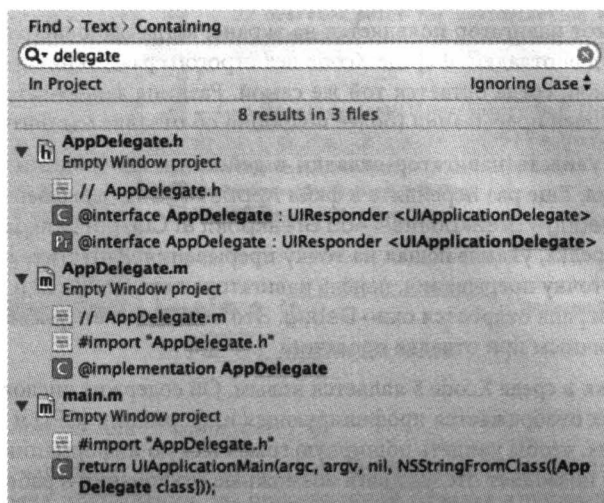 Find > Text > Containing
delegate
In Project Ignoring Case
8 results in 3 files
AppDelegate.h
Empty Window project
// AppDelegate.h
@interface AppDelegate : UIResponder <UIApplicationDelegate>
@interface AppDelegate : UIResponder <UIApplicationDelegate>
AppDelegate.m
Empty Window project
// AppDelegate.m
#import "AppDelegate.h"
@implementation AppDelegate
main.m
Empty Window project
#import "AppDelegate.h"
return UIApplicationMain(argc, argv, nil, NSStringFromClass([App
Delegate class]));